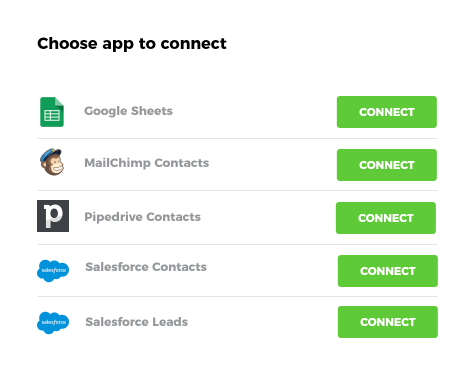 Choose app to connect
Google Sheets CONNECT
MailChimp Contacts CONNECT
p Pipedrive Contacts CONNECT
salesforce Salesforce Contacts CONNECT
salesforce Salesforce Leads CONNECT